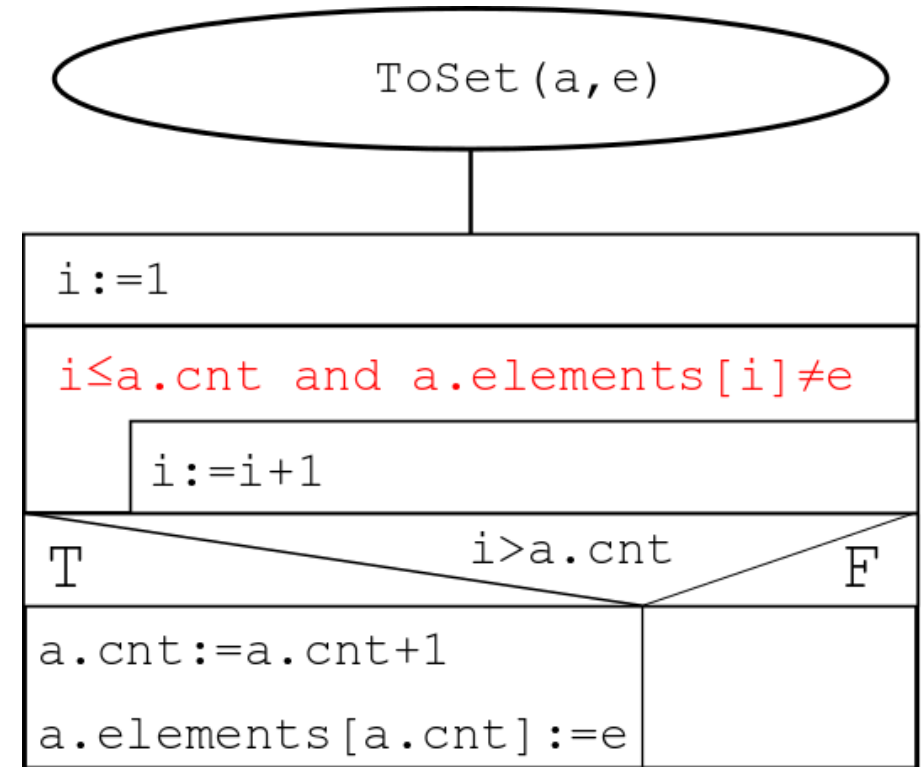 ToSet(a,e)
i:=1
i≤a.cnt and a.elements[i]≠e
i:=i+1
i>a.cnt
T
F
a.cnt:=a.cnt+1
a.elements[a.cnt]:=e